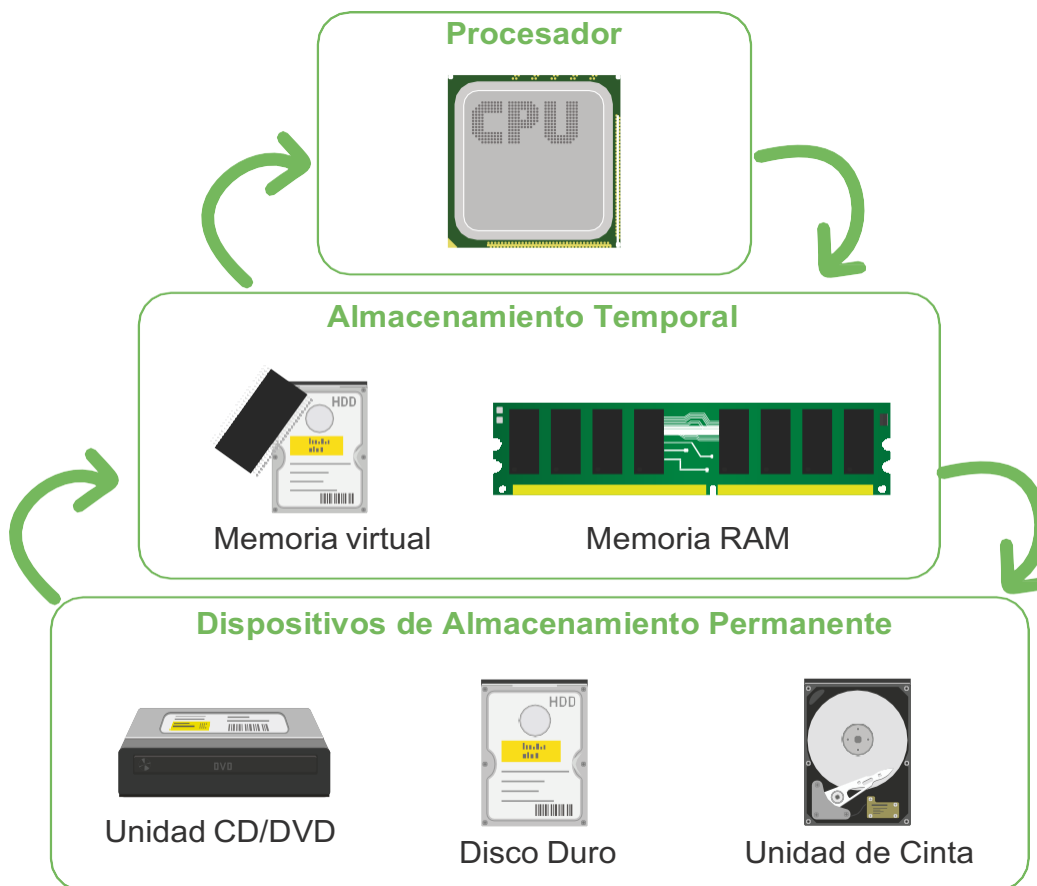 Procesador
CPU
Almacenamiento Temporal
HDD
Memoria virtual
Memoria RAM
Dispositivos de Almacenamiento Permanente
DVD
HDD
Unidad CD/DVD
Disco Duro
Unidad de Cinta